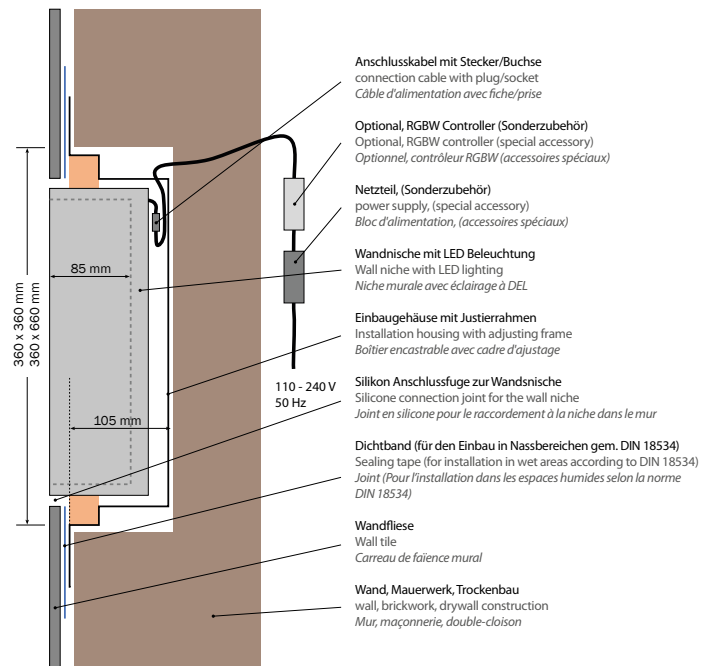 Anschlusskabel mit Stecker/Buchse
connection cable with plug/socket
Câble d'alimentation avec fiche/prise
Optional, RGBW Controller (Sonderzubehör)
Optional, RGBW controller (special accessory)
Optionnel, contrôleur RGBW (accessoires spéciaux)
Netzteil, (Sonderzubehör)
power supply, (special accessory)
Bloc d'alimentation, (accessoires spéciaux)
Wandnische mit LED Beleuchtung
Wall niche with LED lighting
Niche murale avec éclairage à DEL
Einbaugehäuse mit Justierrahmen
Installation housing with adjusting frame
Boîtier encastrable avec cadre d'ajustage
Silikon Anschlussfuge zur Wandsnische
Silicone connection joint for the wall niche
Joint en silicone pour le raccordement à la niche dans le mur
Dichtband (für den Einbau in Nassbereichen gem. DIN 18534)
Sealing tape (for installation in wet areas according to DIN 18534)
Joint (Pour l'installation dans les espaces humides selon la norme
DIN 18534)
Wandfliese
Wall tile
Carreau de faïence mural
Wand, Mauerwerk, Trockenbau
wall, brickwork, drywall construction
Mur, maçonnerie, double-cloison
85 mm
105 mm
360 x 360 mm
360 x 660 mm
110 - 240 V
50 Hz